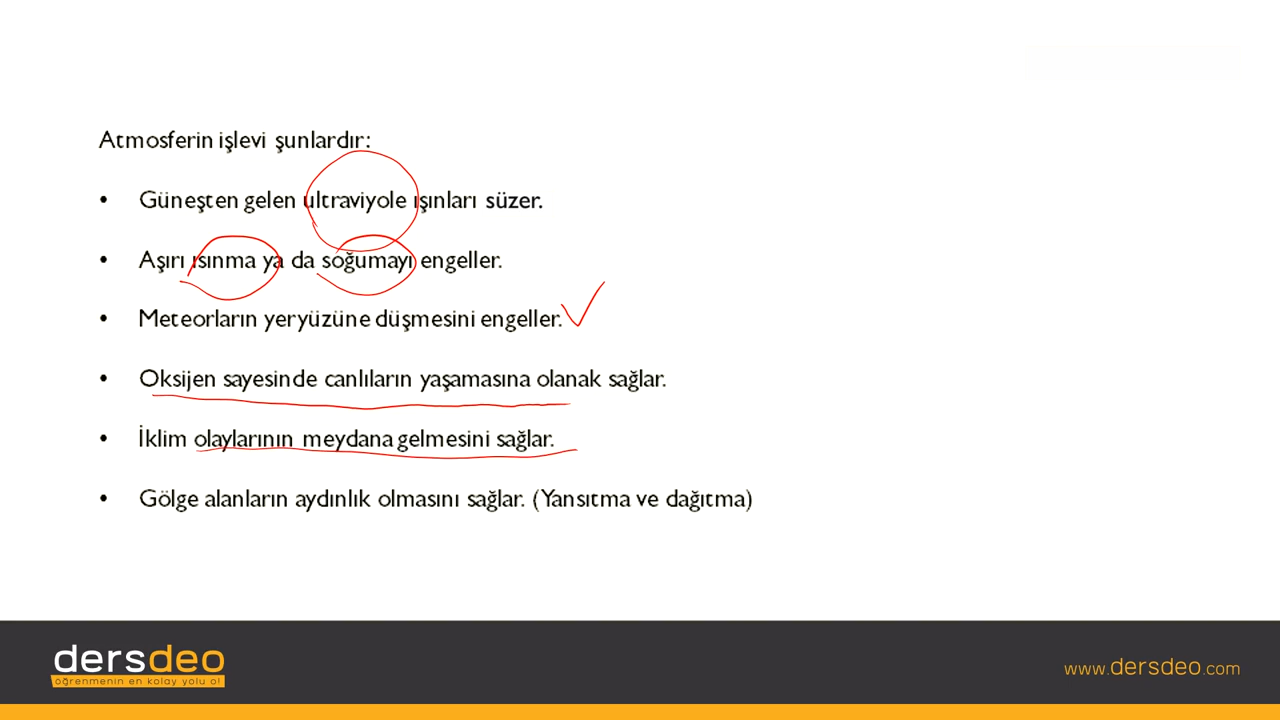 Atmosferin işlevi şunlardır:
• Güneşten gelen ultraviyole ışınları süzer.
• Aşırı ısınma ya da soğumayı engeller.
• Meteorların yeryüzüne düşmesini engeller.
• Oksijen sayesinde canlıların yaşamasına olanak sağlar.
• İklim olaylarının meydana gelmesini sağlar.
• Gölge alanların aydınlık olmasını sağlar. (Yansıtma ve dağıtma)
dersdeo
öğrenmenin en kolay yolu o!
www.dersdeo.com